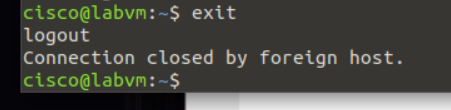 cisco@labvm:~$ exit
logout
Connection closed by foreign host.
cisco@labvm:~$